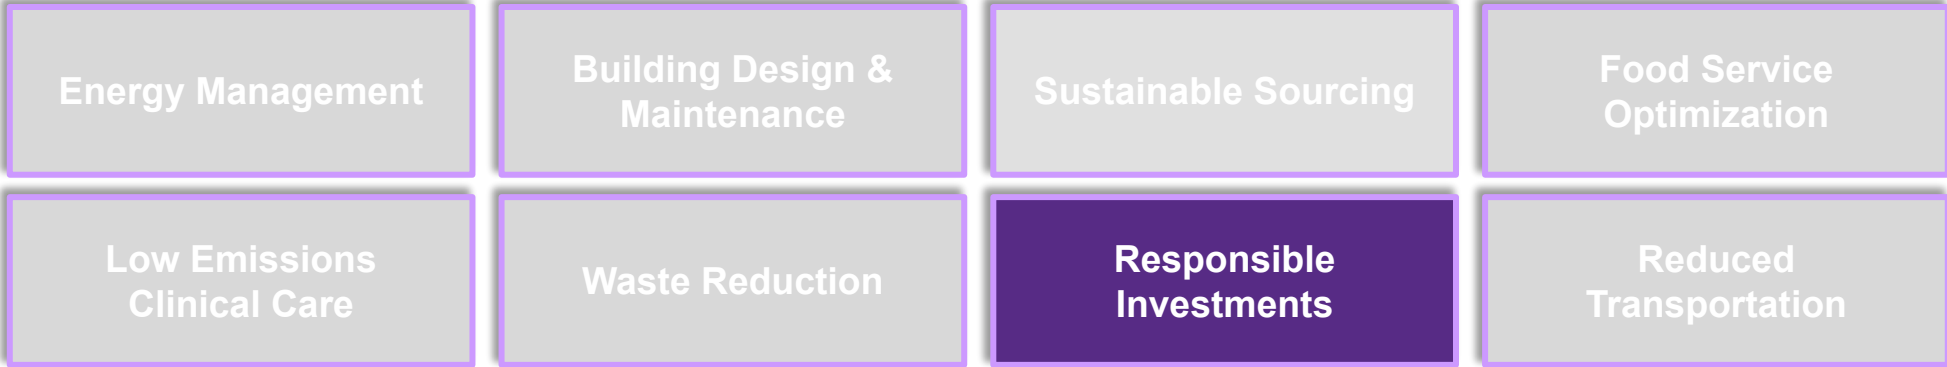 Energy Management
Building Design &
Maintenance
Sustainable Sourcing
Food Service
Optimization
Low Emissions
Clinical Care
Waste Reduction
Responsible
Investments
Reduced
Transportation